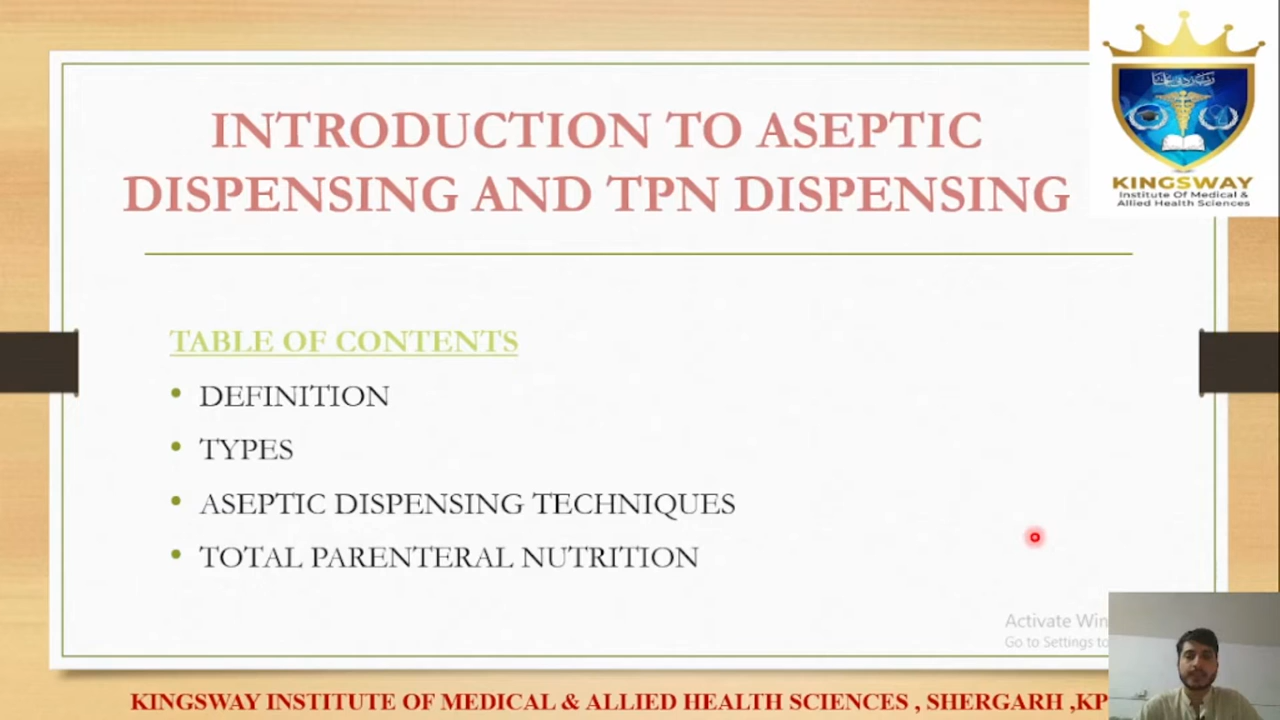 INTRODUCTION TO ASEPTIC
DISPENSING AND TPN DISPENSING
KINGSWAY
Institute Of Medical &
Allied Health Sciences
TABLE OF CONTENTS
• DEFINITION
• TYPES
• ASEPTIC DISPENSING TECHNIQUES
• TOTAL PARENTERAL NUTRITION
Activate Win
Go to Settings to
KINGSWAY INSTITUTE OF MEDICAL & ALLIED HEALTH SCIENCES , SHERGARH ,KP